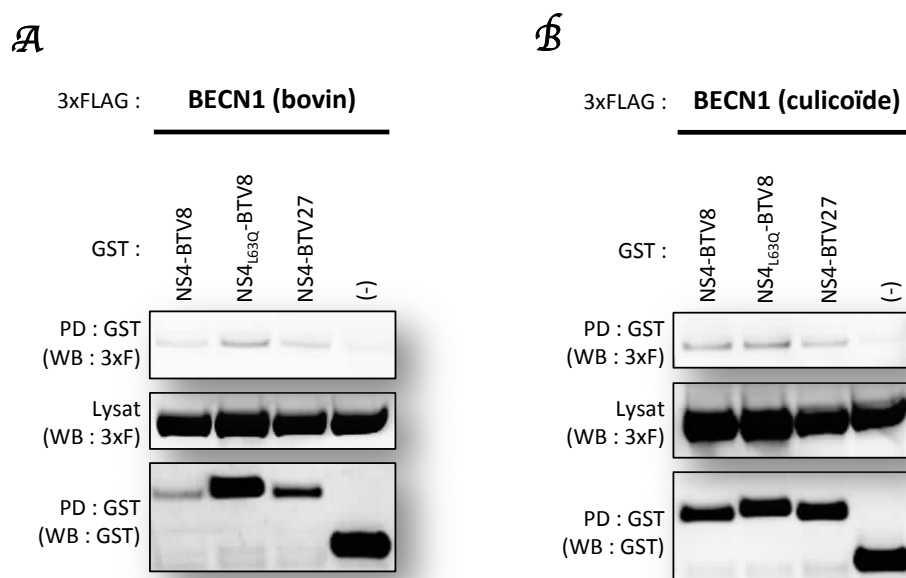 A
3xFLAG : BECN1 (bovin)
GST : NS4-BTV8 NS4L63Q-BTV8 NS4-BTV27 (-)
PD : GST
(WB : 3xF)
Lysat
(WB : 3xF)
PD : GST
(WB : GST)
B
3xFLAG : BECN1 (culicoïde)
GST : NS4-BTV8 NS4L63Q-BTV8 NS4-BTV27 (-)
PD : GST
(WB : 3xF)
Lysat
(WB : 3xF)
PD : GST
(WB : GST)